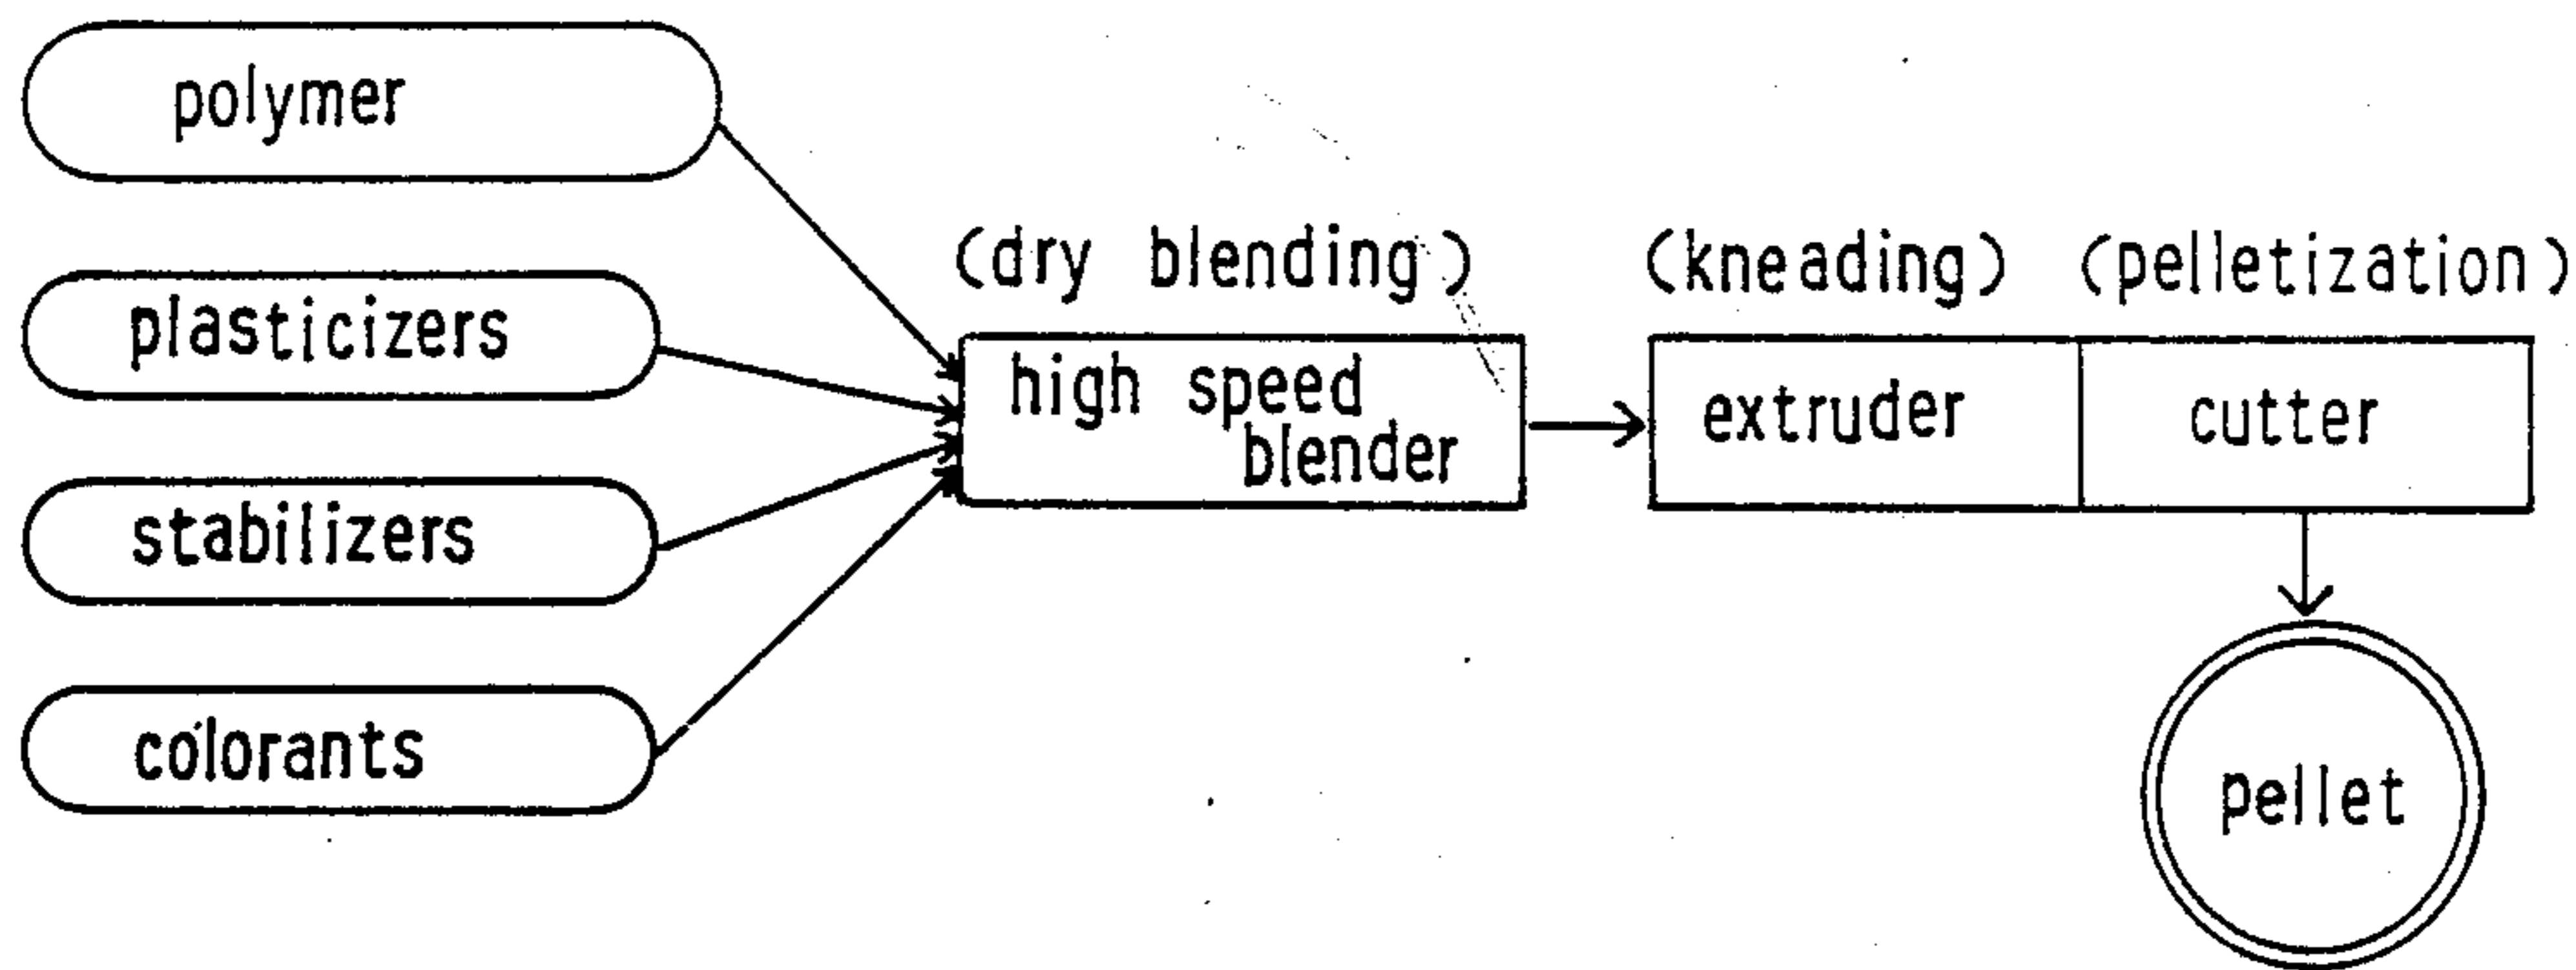 polymer
plasticizers
stabilizers
colorants
(dry blending)
high speed
blender
(kneading)
(pelletization)
extruder
cutter
pellet